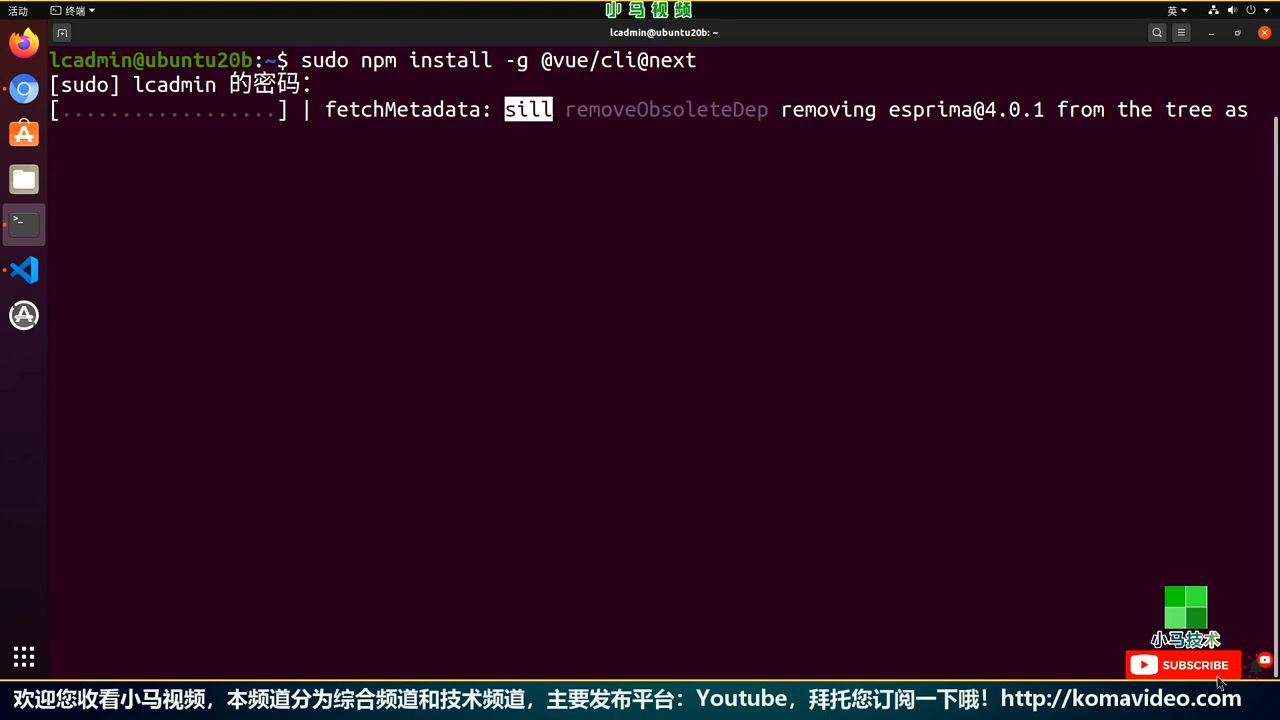 活动
终端
小马视频
英
lcadmin@ubuntu20b: ~
lcadmin@ubuntu20b:~$ sudo npm install -g @vue/cli@next
[sudo] lcadmin 的密码：
[..................] | fetchMetadata: sill removeObsoleteDep removing esprima@4.0.1 from the tree as
小马技术
SUBSCRIBE
欢迎您收看小马视频，本频道分为综合频道和技术频道，主要发布平台：Youtube，拜托您订阅一下哦！http://komavideo.com